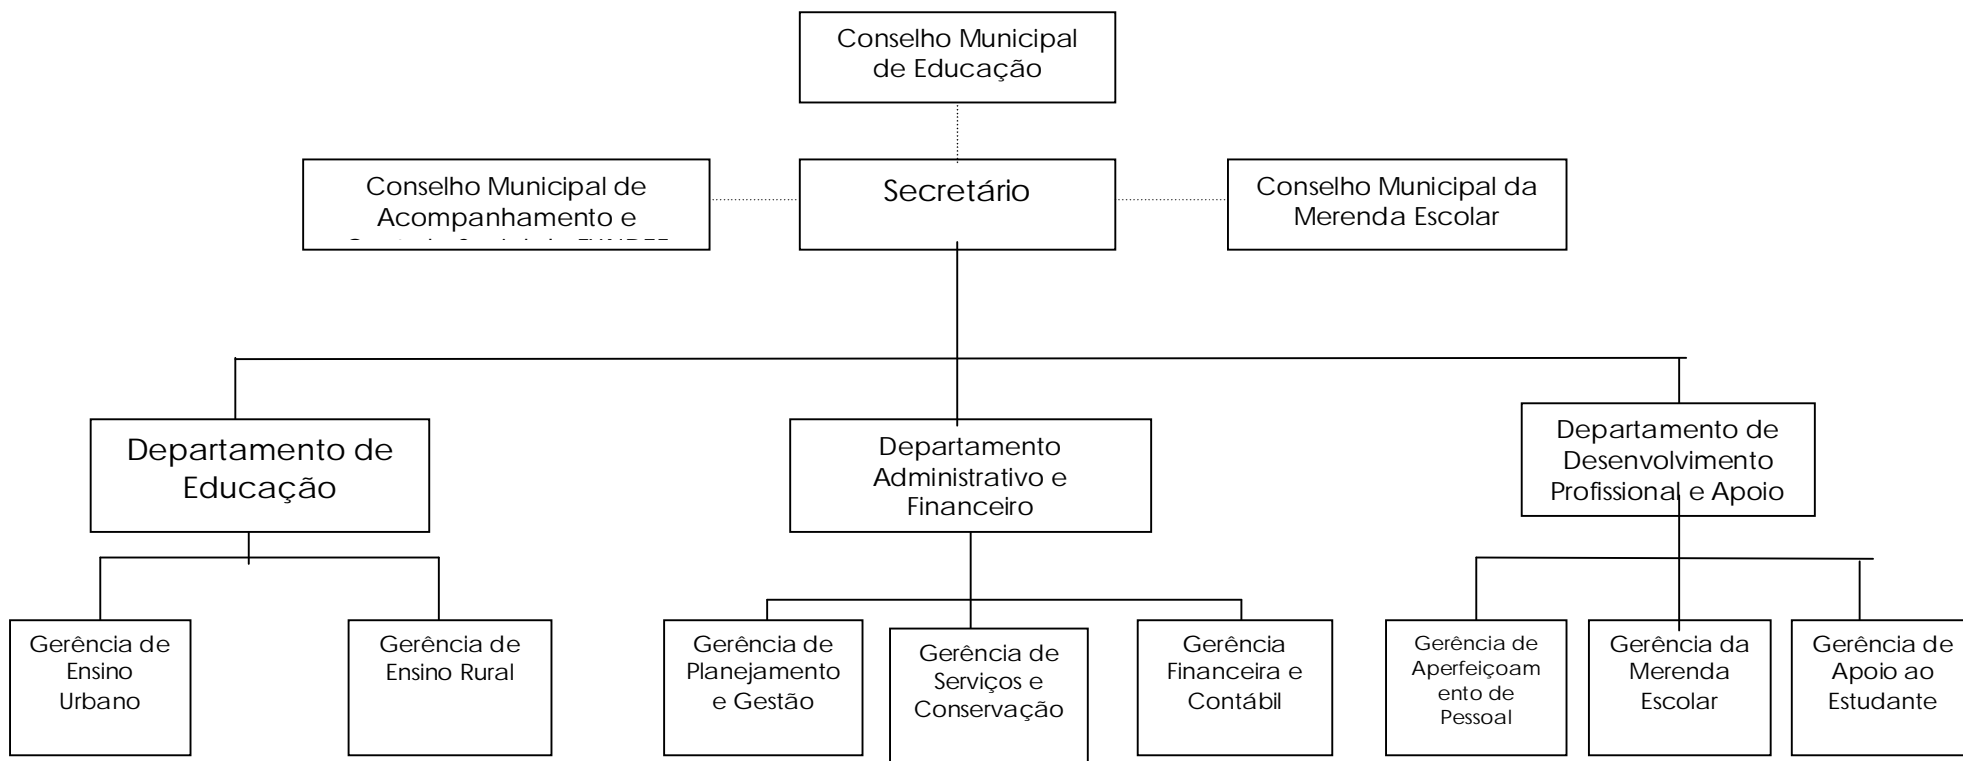 Conselho Municipal
de Educação
Conselho Municipal de
Acompanhamento e
Secretário
Conselho Municipal da
Merenda Escolar
Departamento de
Educação
Departamento
Administrativo e
Financeiro
Departamento de
Desenvolvimento
Profissional e Apoio
Gerência de
Ensino
Urbano
Gerência de
Ensino Rural
Gerência de
Planejamento
e Gestão
Gerência de
Serviços e
Conservação
Gerência
Financeira e
Contábil
Gerência de
Aperfeiçoam
ento de
Pessoal
Gerência da
Merenda
Escolar
Gerência de
Apoio ao
Estudante